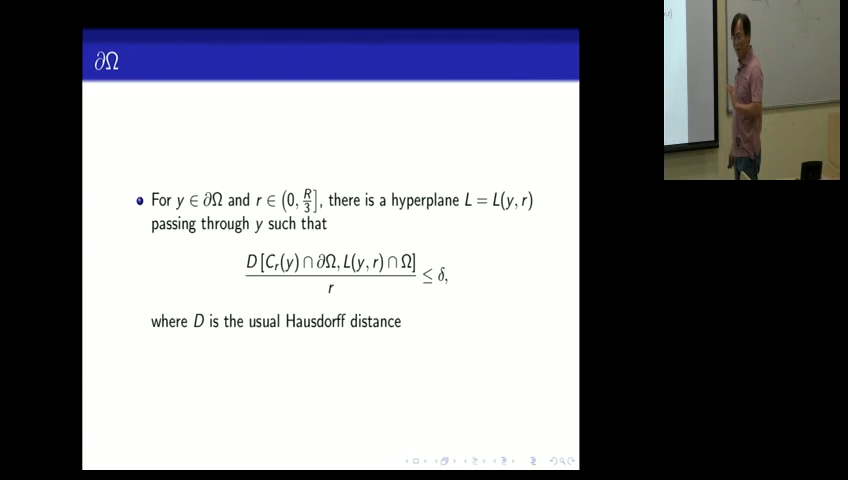 ∂Ω
For y ∈ ∂Ω and r ∈ (0, R/3], there is a hyperplane L = L(y, r)
passing through y such that
D [C_r(y) ∩ ∂Ω, L(y, r) ∩ Ω] / r ≤ δ,
where D is the usual Hausdorff distance